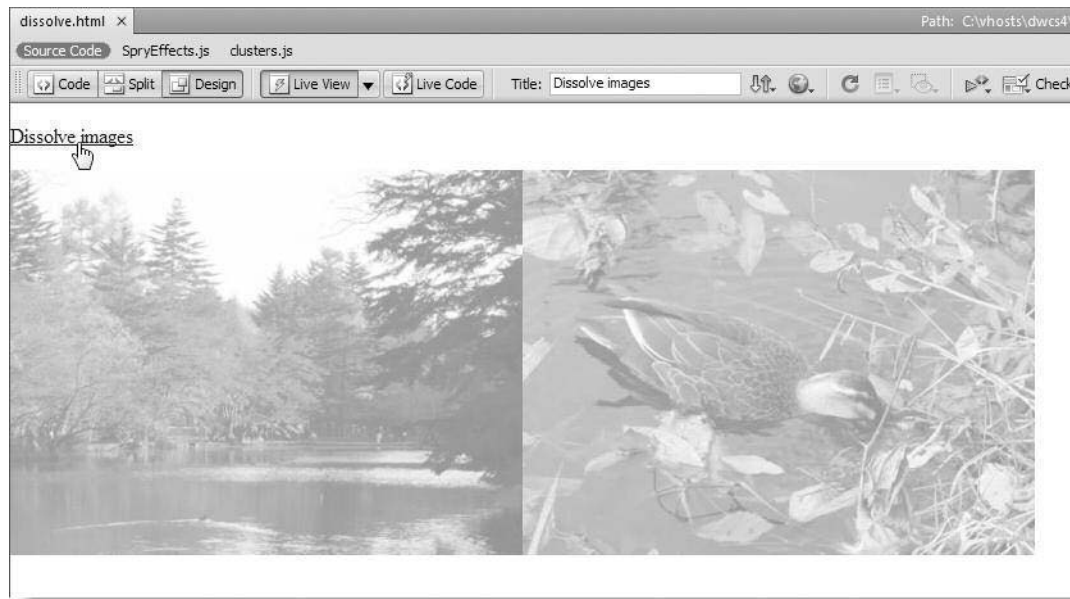 dissolve.html × Path: C:\vhosts\dwcs4\
Source Code SpryEffects.js clusters.js
Code Split Design Live View Live Code Title: Dissolve images Check
Dissolve images